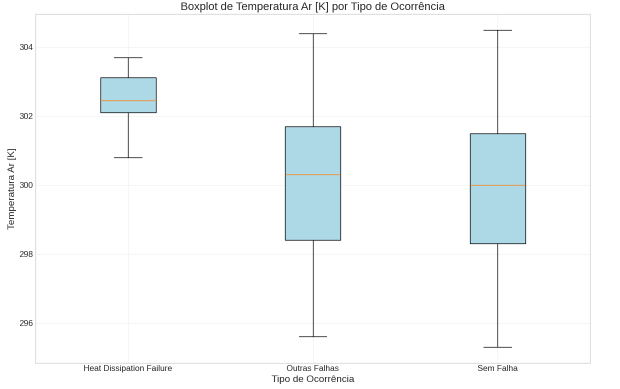 Boxplot de Temperatura Ar [K] por Tipo de Ocorrência
304
302
300
298
296
Temperatura Ar [K]
Heat Dissipation Failure
Outras Falhas
Sem Falha
Tipo de Ocorrência